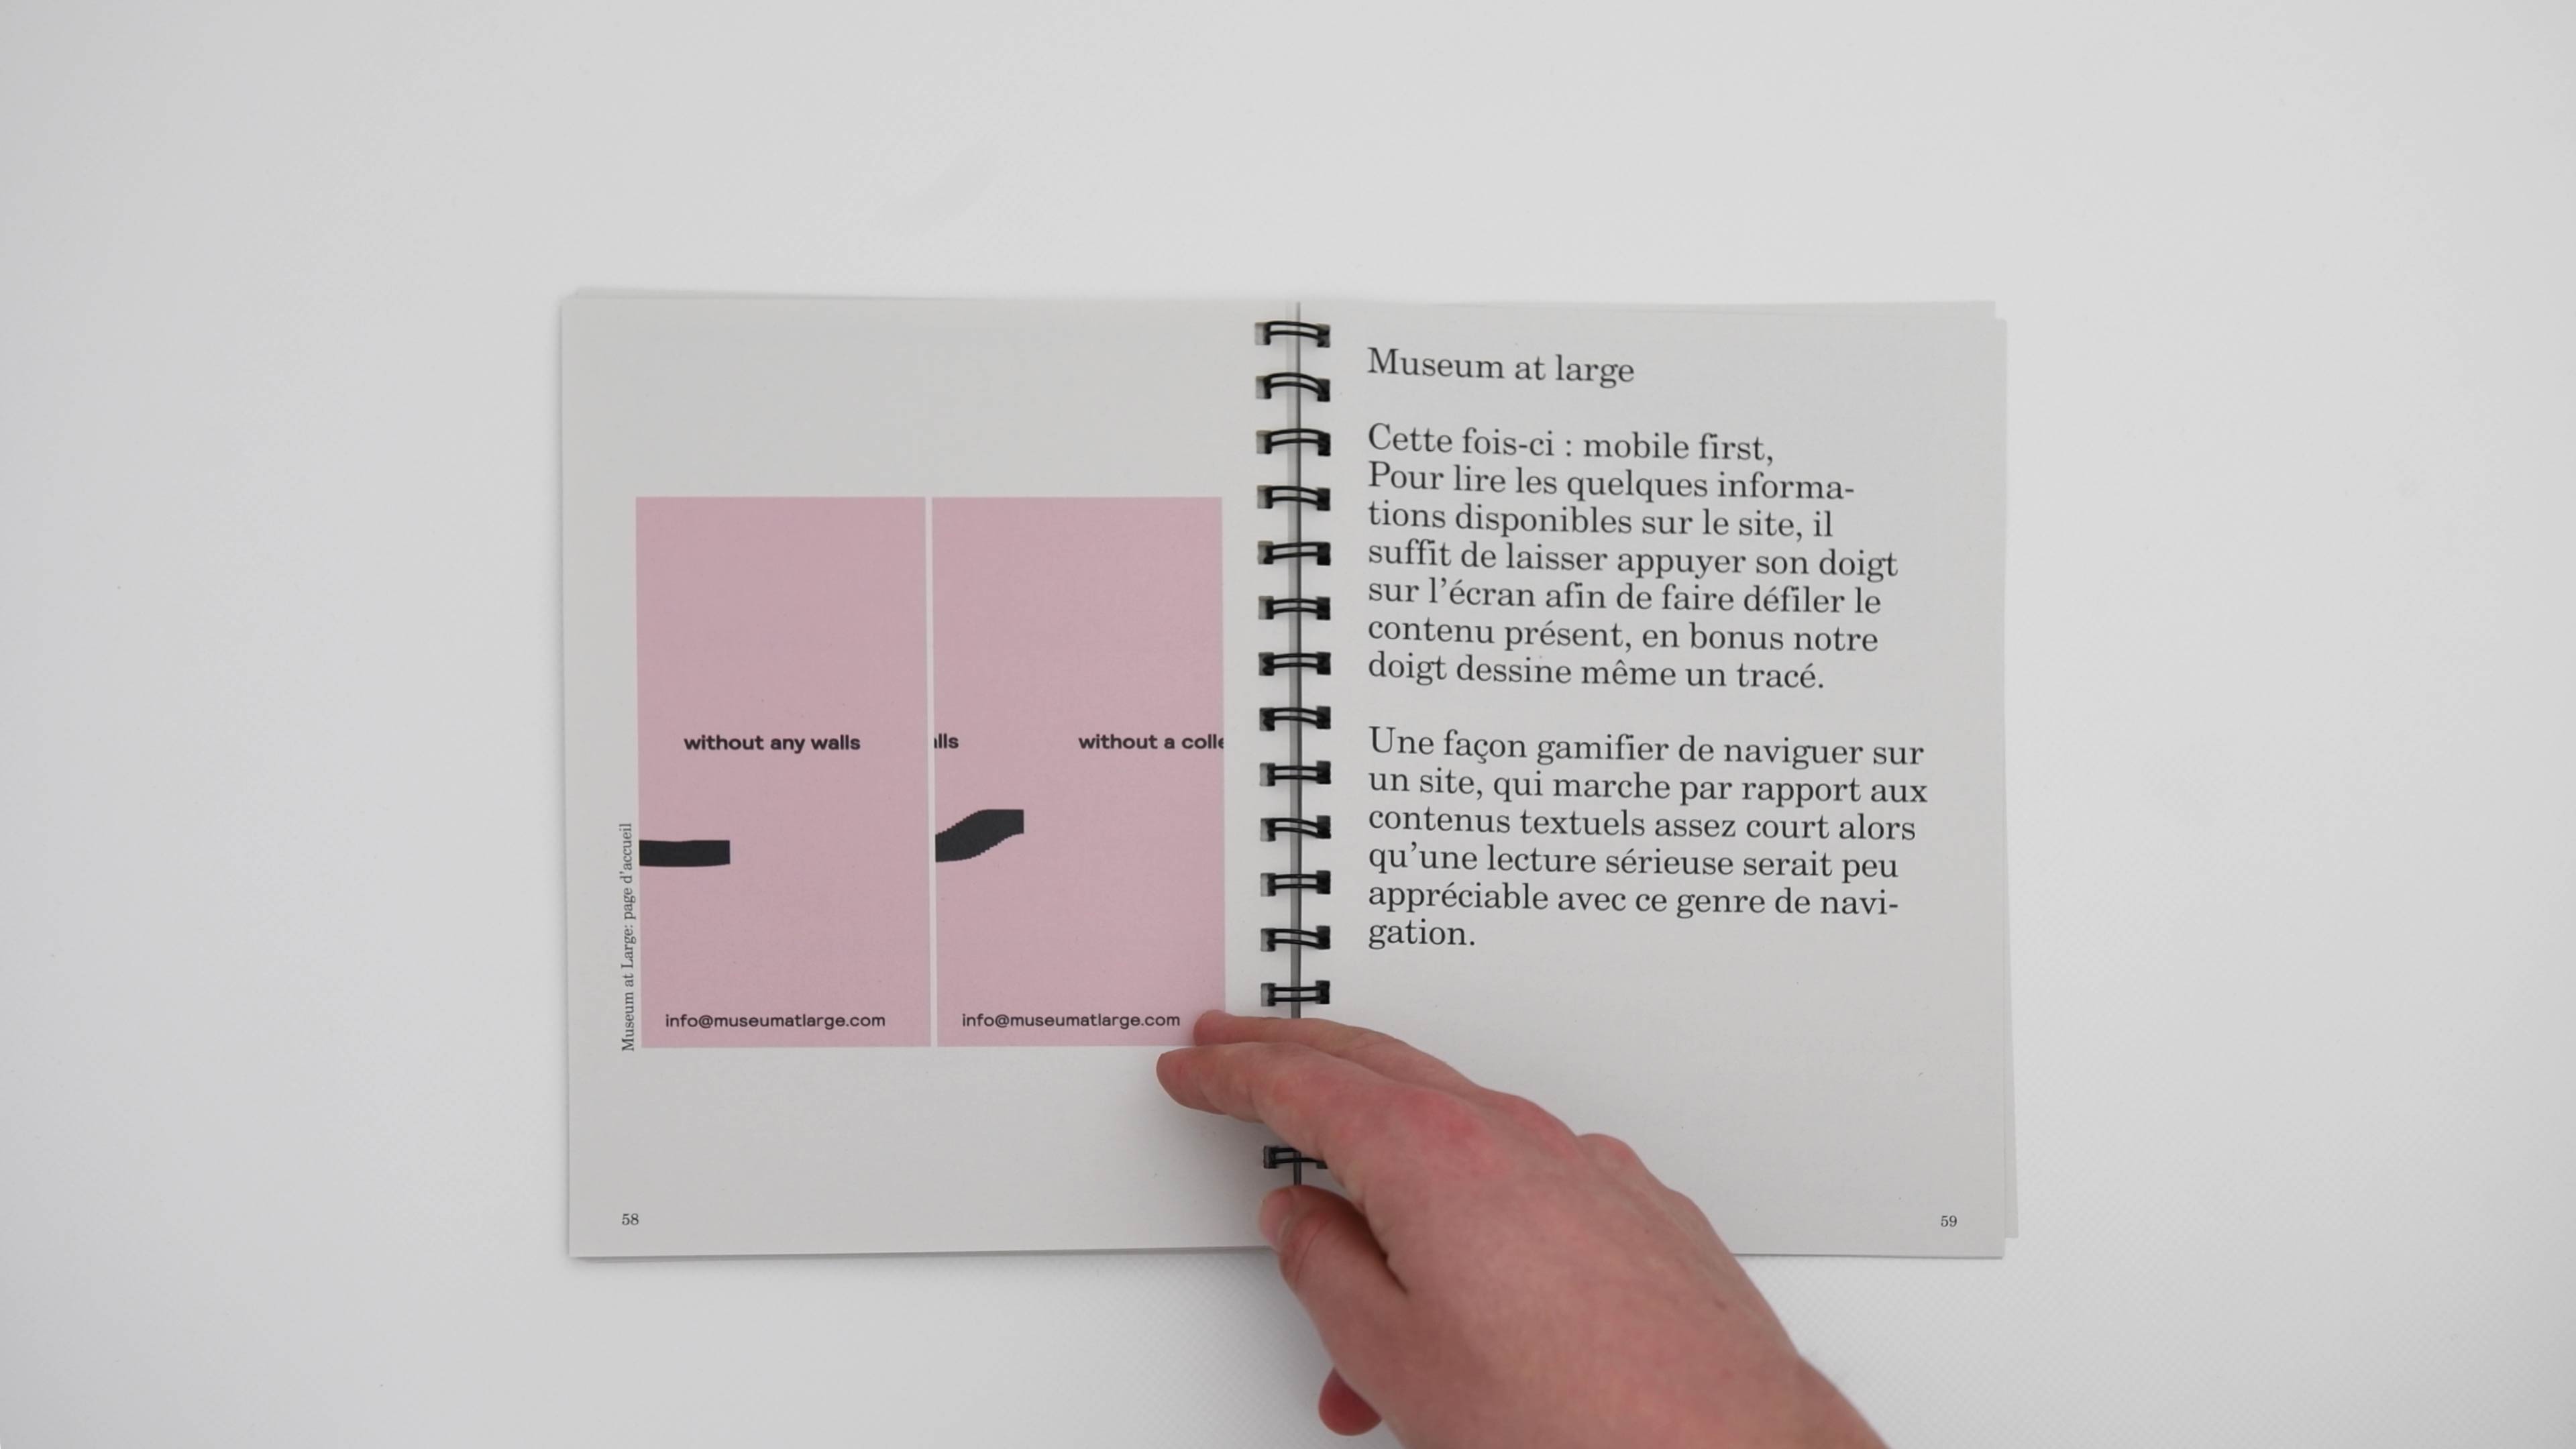 without any walls
info@museumatlarge.com
lls
without a colle
info@museumatlarge.com
Museum at Large: page d'accueil
58
Museum at large
Cette fois-ci : mobile first,
Pour lire les quelques informa-
tions disponibles sur le site, il
suffit de laisser appuyer son doigt
sur l’écran afin de faire défiler le
contenu présent, en bonus notre
doigt dessine même un tracé.
Une façon gamifier de naviguer sur
un site, qui marche par rapport aux
contenus textuels assez court alors
qu’une lecture sérieuse serait peu
appréciable avec ce genre de navi-
gation.
59